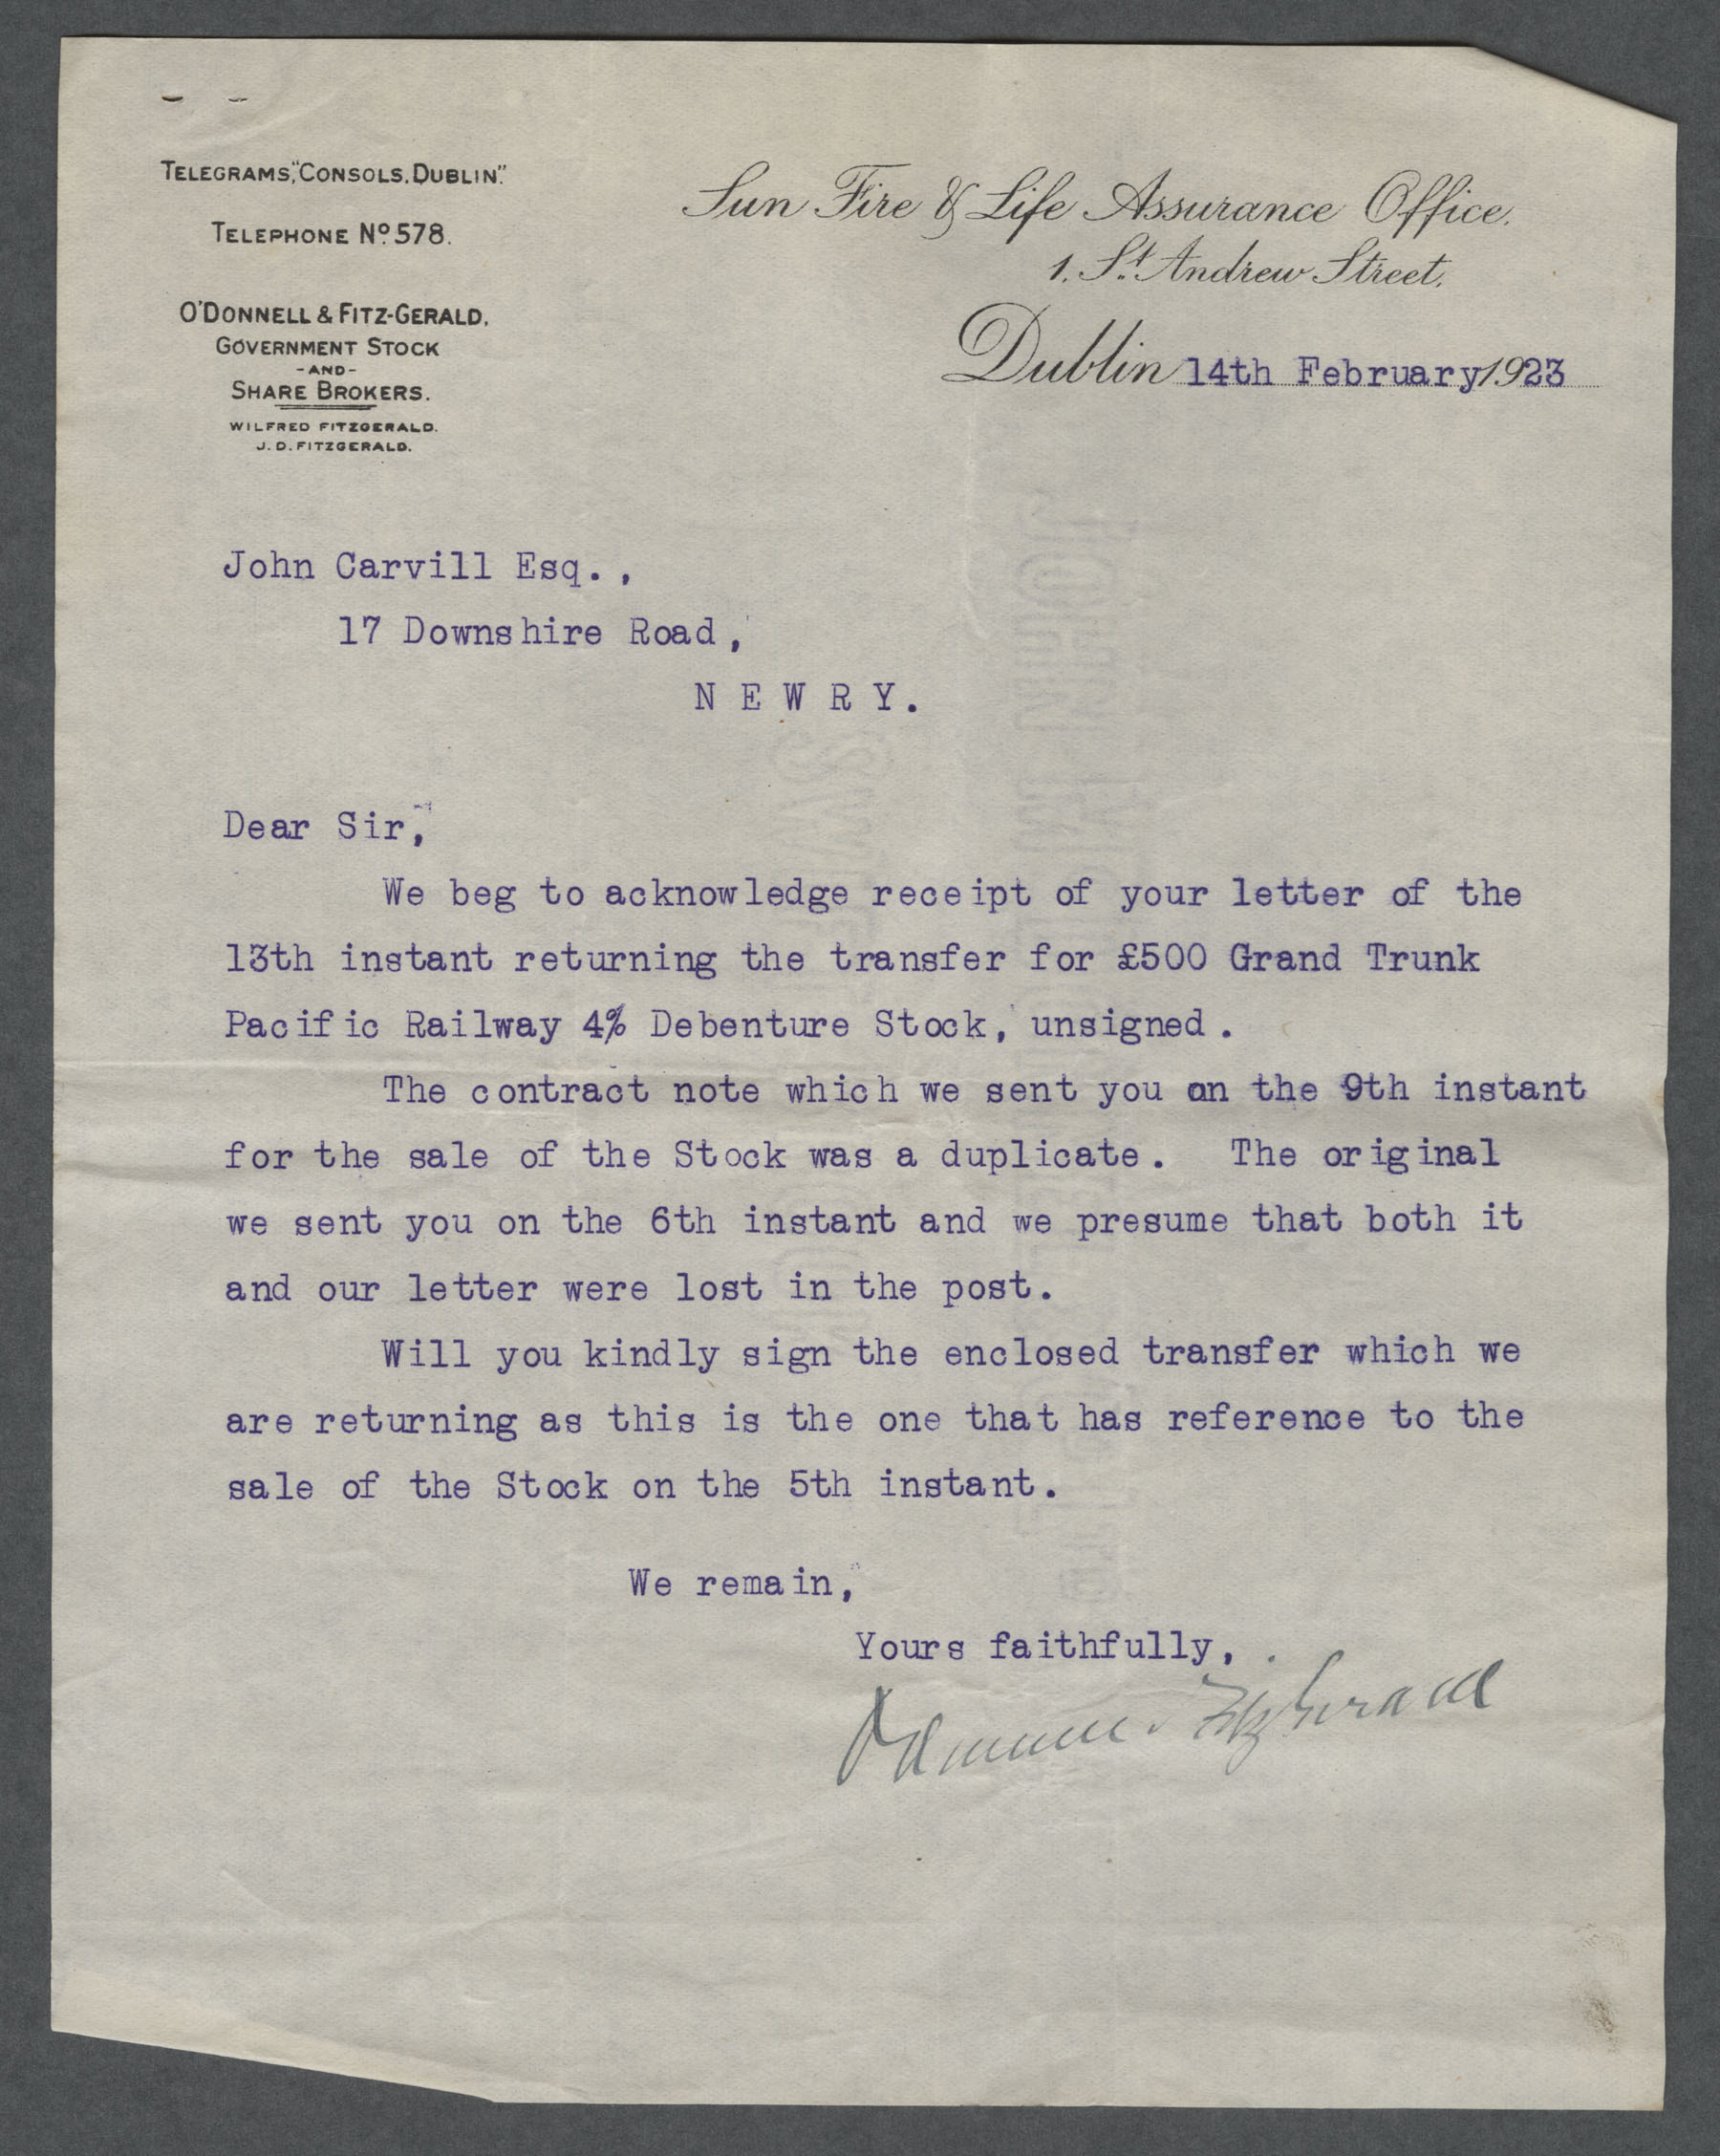 TELEGRAMS, "CONSOLS, DUBLIN."
TELEPHONE No. 578.
O'DONNELL & FITZ-GERALD,
GOVERNMENT STOCK
-AND-
SHARE BROKERS.
WILFRED FITZGERALD.
J. D. FITZGERALD.
Sun Fire & Life Assurance Office.
1. St. Andrew Street.
Dublin 14th February 1923
John Carvill Esq.,
17 Downshire Road,
N E W R Y.
Dear Sir,
We beg to acknowledge receipt of your letter of the
13th instant returning the transfer for £500 Grand Trunk
Pacific Railway 4% Debenture Stock, unsigned.
The contract note which we sent you on the 9th instant
for the sale of the Stock was a duplicate. The original
we sent you on the 6th instant and we presume that both it
and our letter were lost in the post.
Will you kindly sign the enclosed transfer which we
are returning as this is the one that has reference to the
sale of the Stock on the 5th instant.
We remain,
Yours faithfully,
O'Donnell & FitzGerald